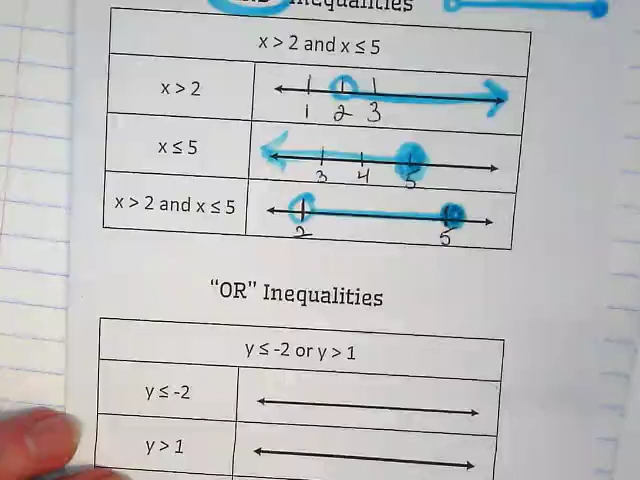 Inequalities
x > 2 and x ≤ 5
x > 2
1 2 3
x ≤ 5
3 4 5
x > 2 and x ≤ 5
2 5
"OR" Inequalities
y ≤ -2 or y > 1
y ≤ -2
y > 1